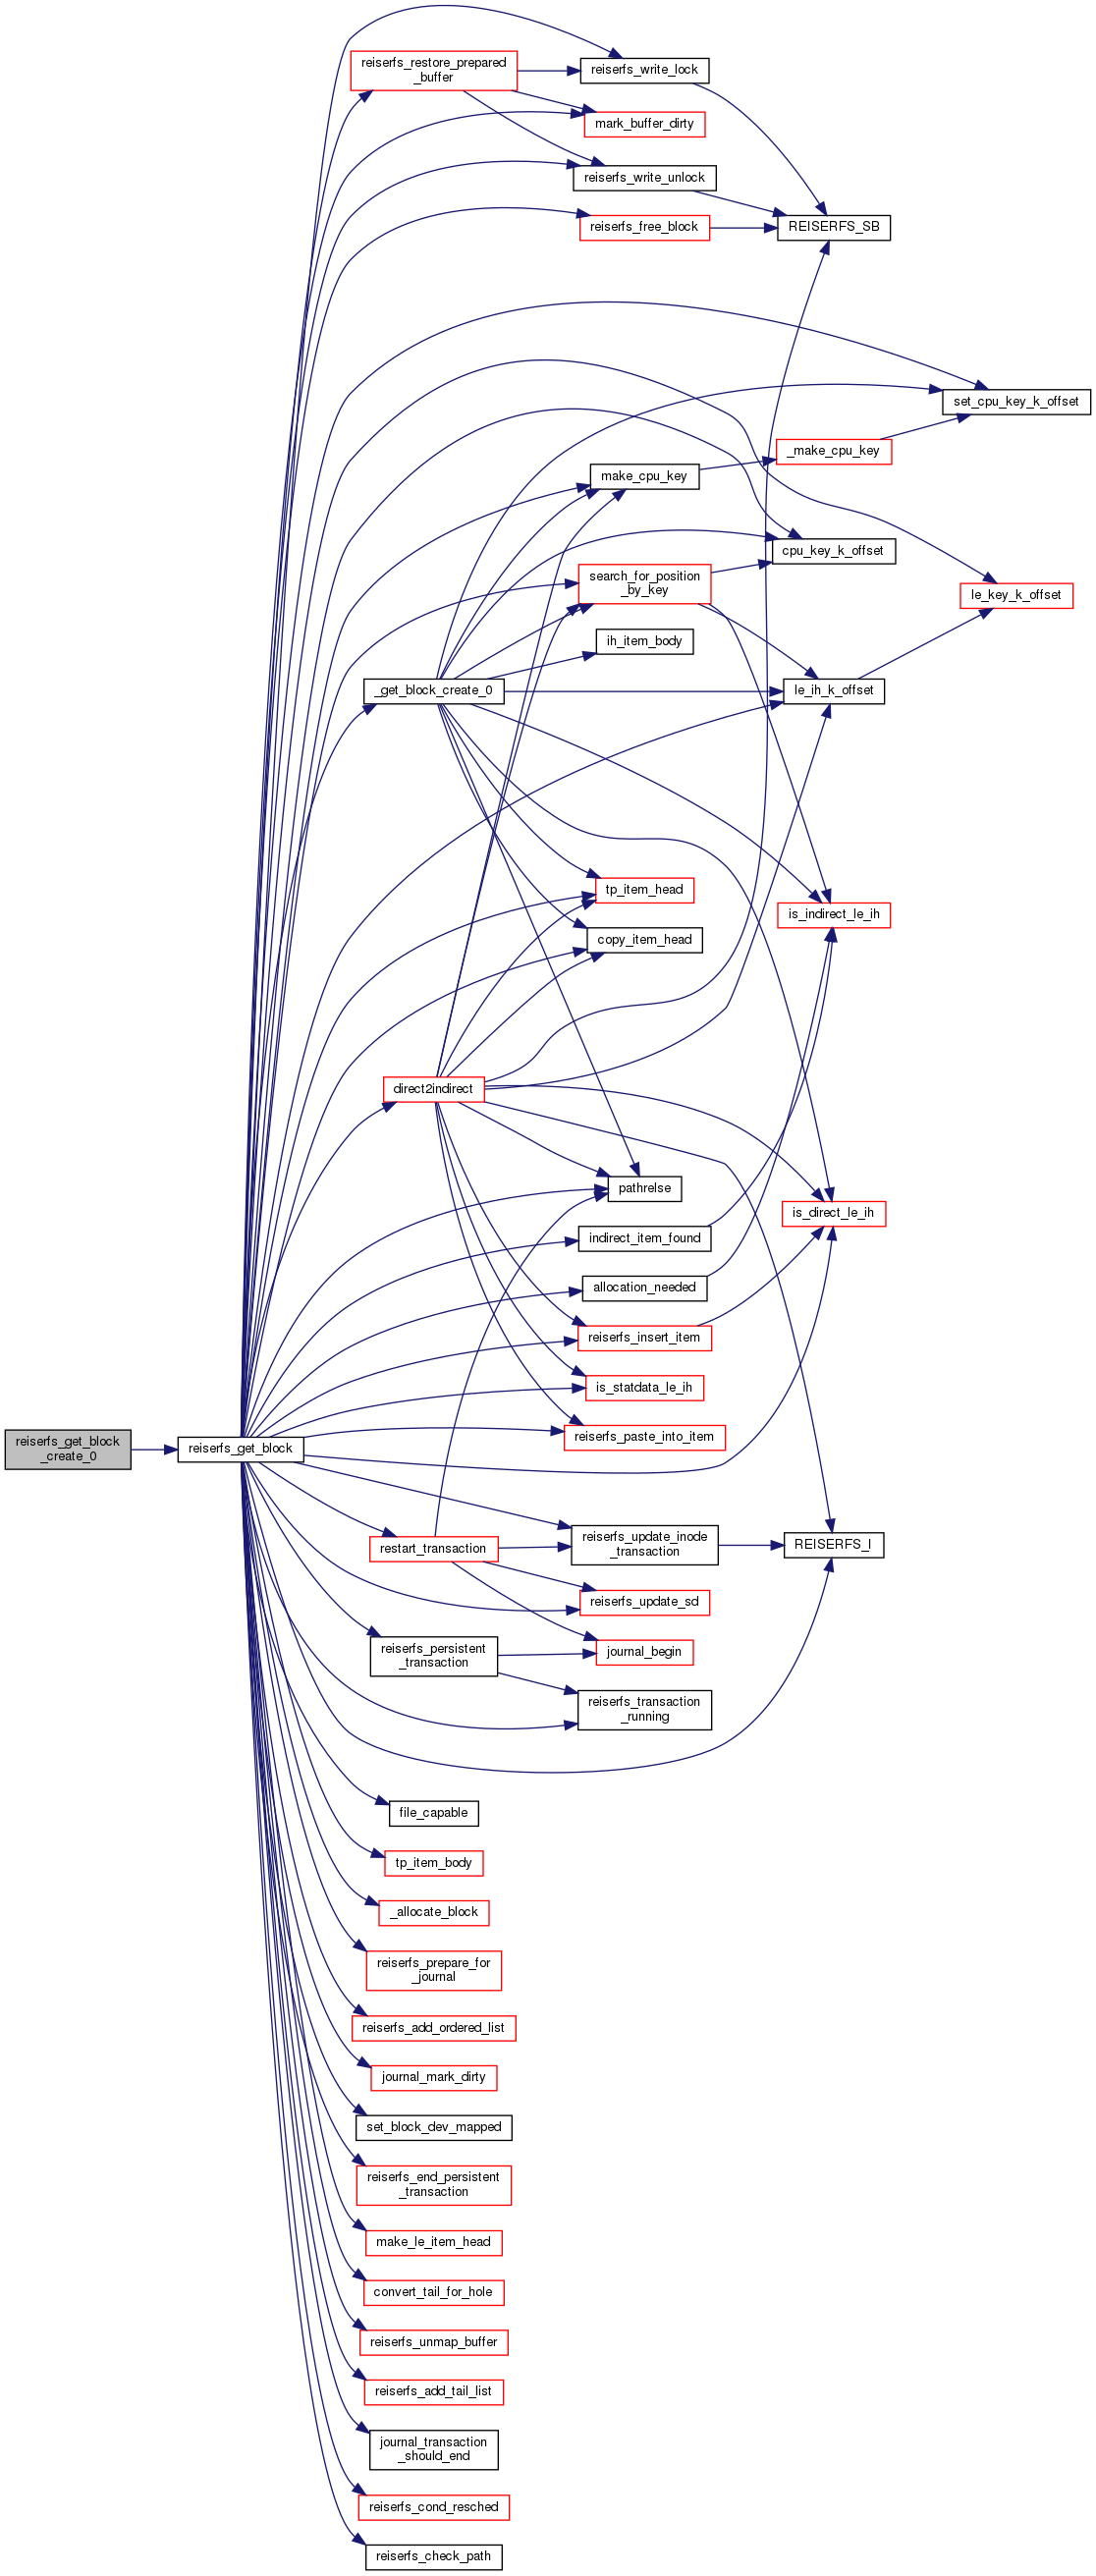 reiserfs_restore_prepared
_buffer
reiserfs_write_lock
mark_buffer_dirty
reiserfs_write_unlock
reiserfs_free_block
REISERFS_SB
set_cpu_key_k_offset
_make_cpu_key
make_cpu_key
cpu_key_k_offset
search_for_position
_by_key
le_key_k_offset
ih_item_body
_get_block_create_0
le_ih_k_offset
tp_item_head
is_indirect_le_ih
copy_item_head
direct2indirect
pathrelse
is_direct_le_ih
indirect_item_found
allocation_needed
reiserfs_insert_item
is_statdata_le_ih
reiserfs_paste_into_item
reiserfs_get_block
_create_0
reiserfs_get_block
restart_transaction
reiserfs_update_inode
_transaction
REISERFS_I
reiserfs_update_sd
reiserfs_persistent
_transaction
journal_begin
reiserfs_transaction
_running
file_capable
tp_item_body
_allocate_block
reiserfs_prepare_for
_journal
reiserfs_add_ordered_list
journal_mark_dirty
set_block_dev_mapped
reiserfs_end_persistent
_transaction
make_le_item_head
convert_tail_for_hole
reiserfs_unmap_buffer
reiserfs_add_tail_list
journal_transaction
_should_end
reiserfs_cond_resched
reiserfs_check_path